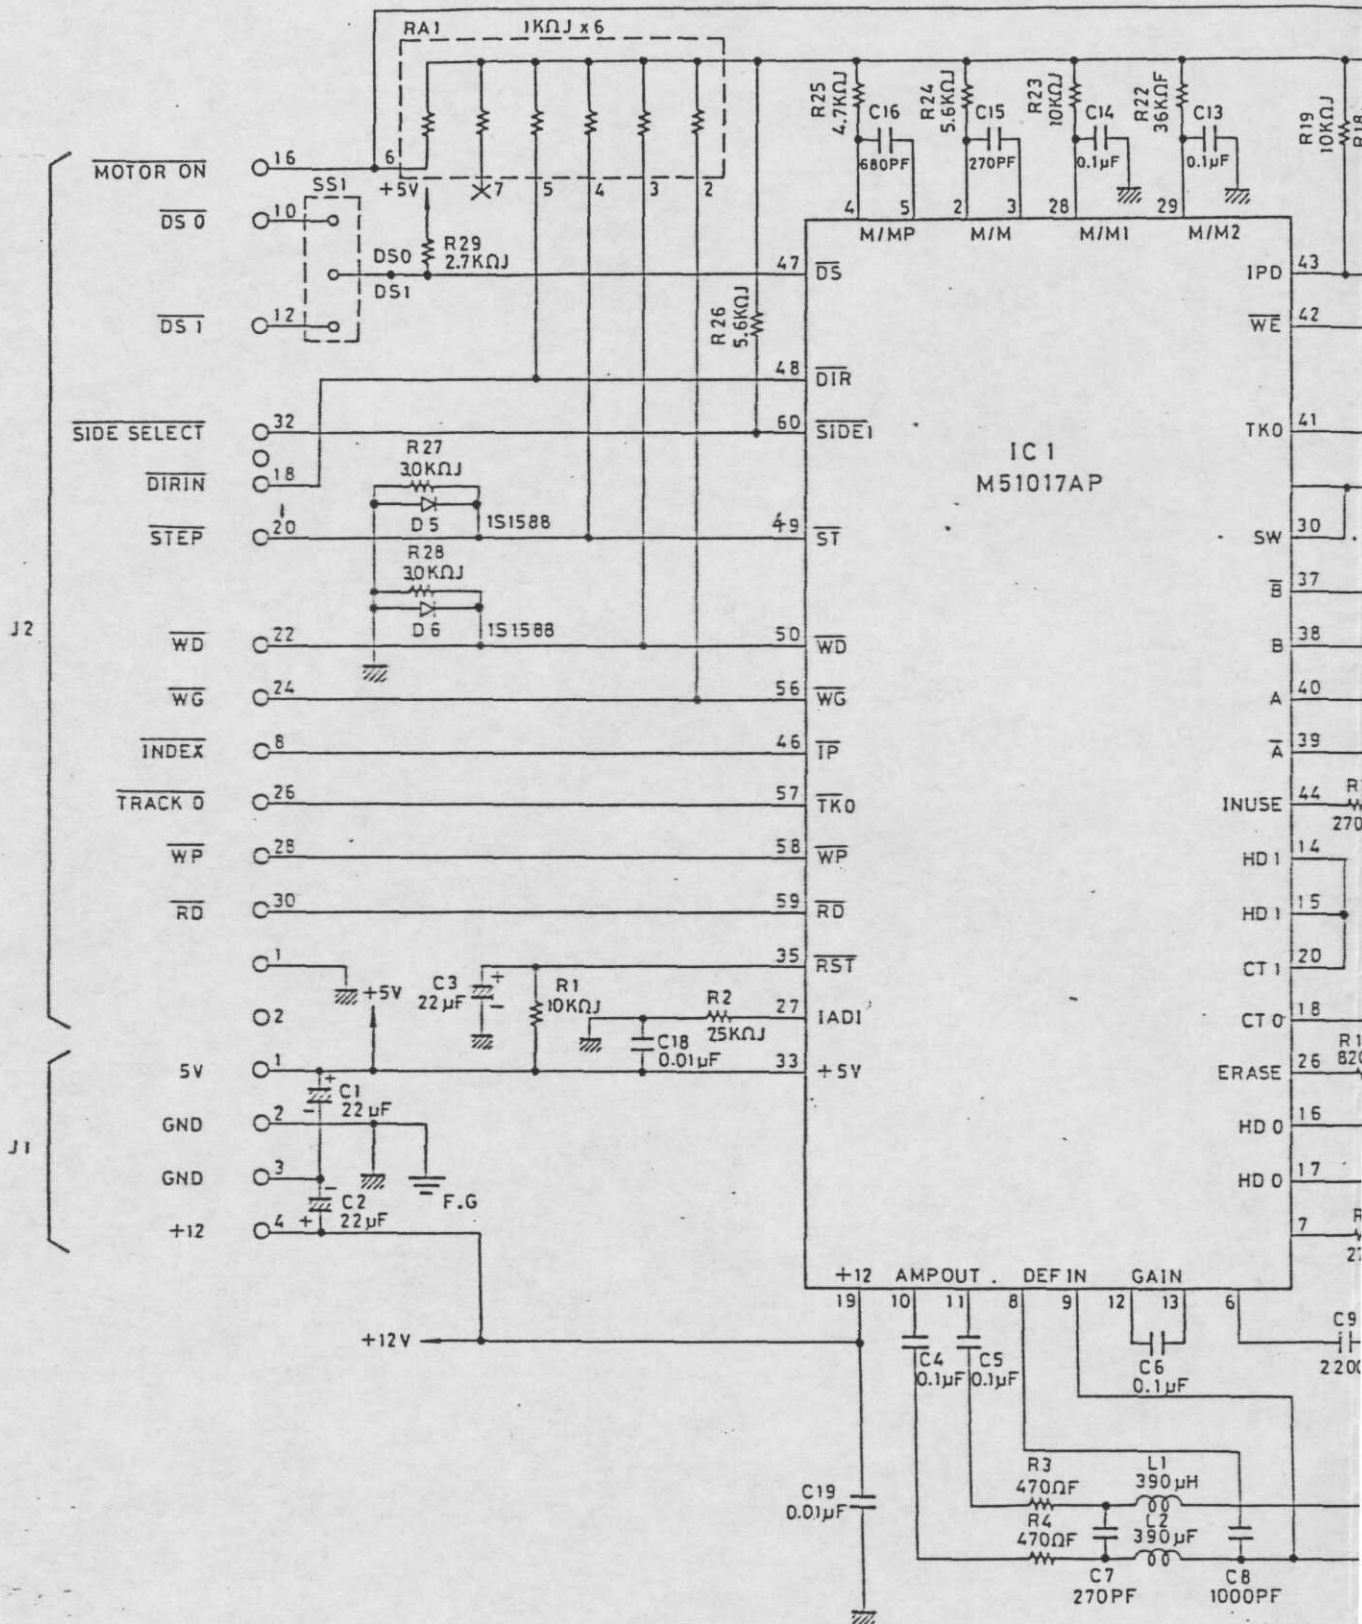 RA1 1KΩJ x 6
R25 4.7KΩJ
C16 680PF
R24 5.6KΩJ
C15 270PF
R23 10KΩJ
C14 0.1μF
R22 36KΩF
C13 0.1μF
R19 10KΩJ
R18
J2
MOTOR ON 16
6 +5V 7 5 4 3 2
SS1
DS 0 10
DS0
DS1
R29 2.7KΩJ
DS 1 12
R26 5.6KΩJ
SIDE SELECT 32
DIRIN 18
R27 30KΩJ
D5 1S1588
STEP 20
R28 30KΩJ
D6 1S1588
WD 22
WG 24
INDEX 8
TRACK 0 26
WP 28
RD 30
1
+5V
2
C3 22μF + -
R1 10KΩJ
R2 25KΩJ
C18 0.01μF
J1
5V 1
C1 22μF + -
GND 2
GND 3
F.G
C2 22μF - +
+12 4
+12V
IC 1
M51017AP
4 5 2 3 28 29
M/MP M/M M/M1 M/M2
47 DS
48 DIR
60 SIDE1
49 ST
50 WD
56 WG
46 IP
57 TK0
58 WP
59 RD
35 RST
27 IADJ
33 +5V
IPD 43
WE 42
TK0 41
SW 30
B 37
B 38
A 40
A 39
INUSE 44
270
HD 1 14
HD 1 15
CT 1 20
CT 0 18
820
ERASE 26
HD 0 16
HD 0 17
7
+12 AMPOUT . DEF IN GAIN
19 10 11 8 9 12 13 6
C4 0.1μF
C5 0.1μF
C6 0.1μF
C9 2200
C19 0.01μF
R3 470ΩF
L1 390μH
R4 470ΩF
L2 390μF
C7 270PF
C8 1000PF